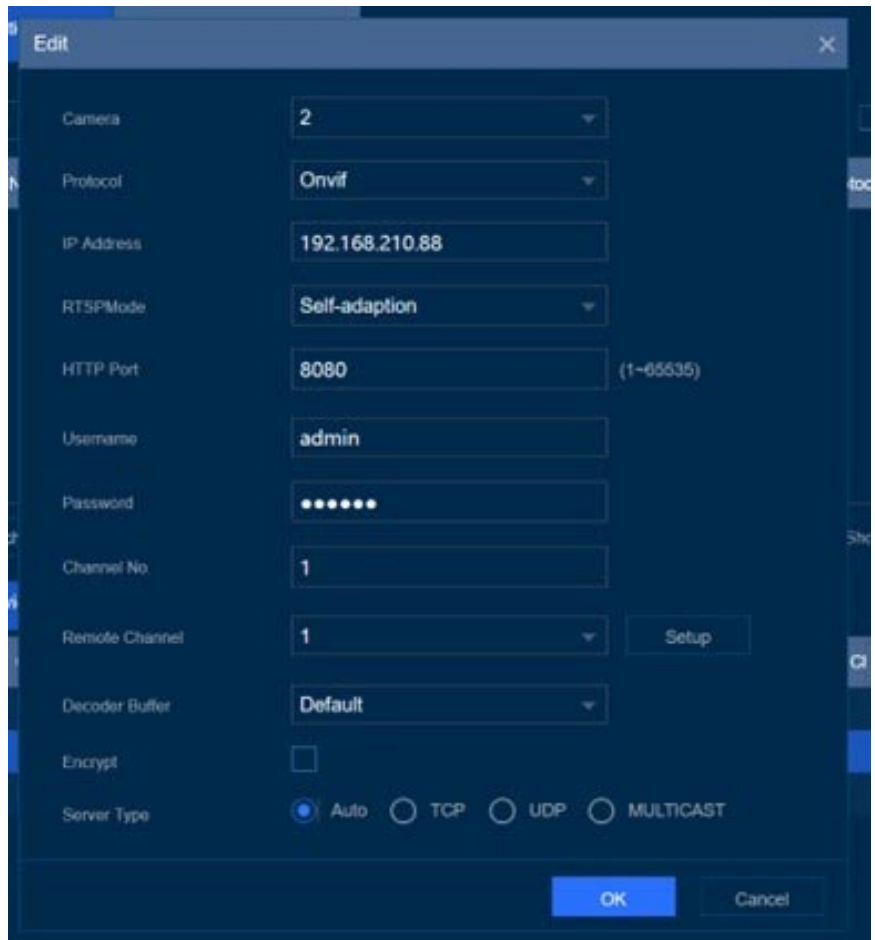 Edit
Camera 2
Protocol Onvif
IP Address 192.168.210.88
RTSPMode Self-adaption
HTTP Port 8080 (1~65535)
Username admin
Password ●●●●●●
Channel No. 1
Remote Channel 1 Setup
Decoder Buffer Default
Encrypt
Server Type Auto TCP UDP MULTICAST
OK Cancel